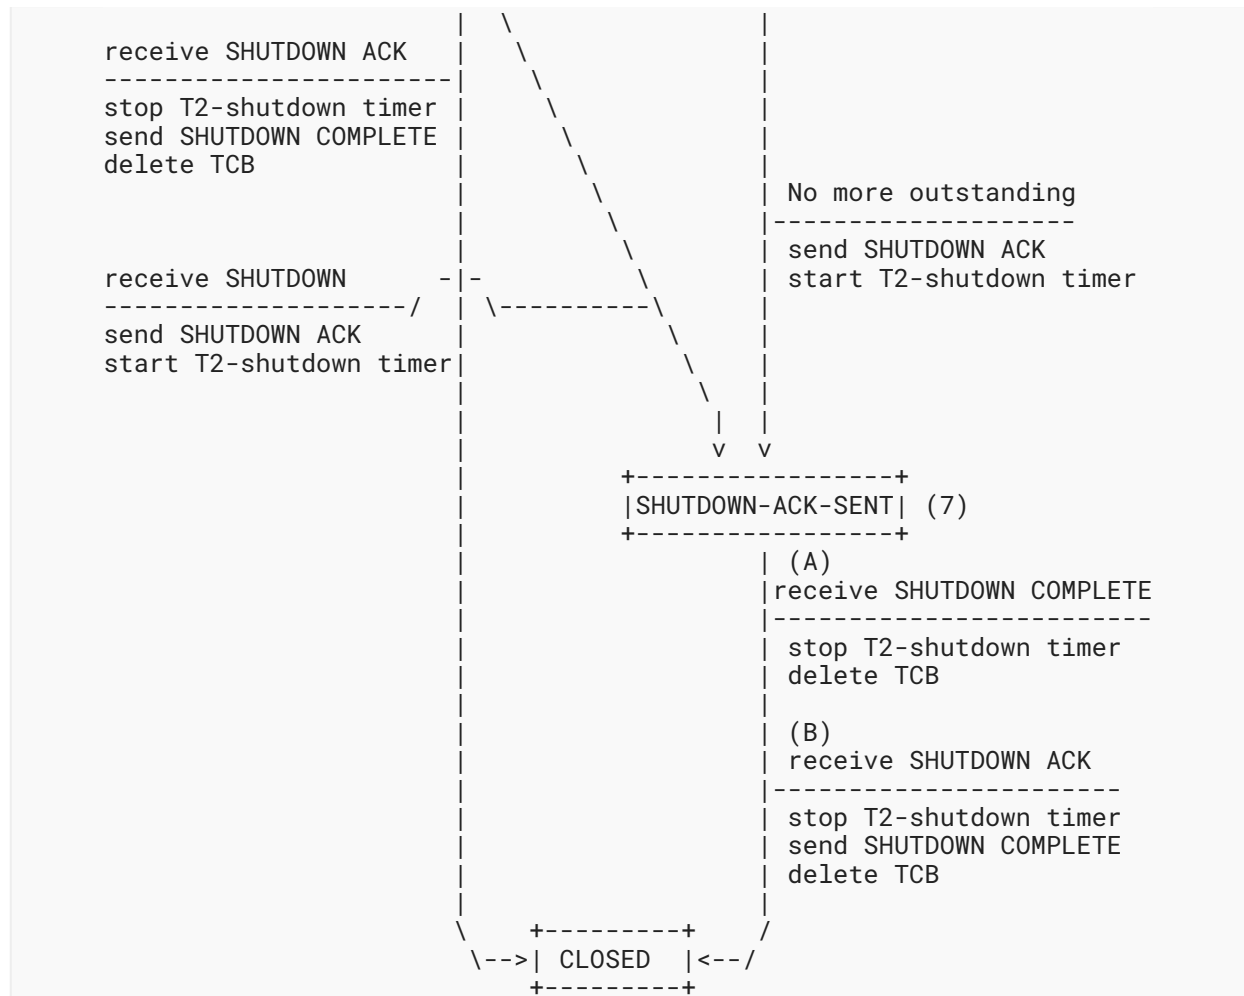 |  \                |
       receive SHUTDOWN ACK    |   \               |
       -----------------------|    \              |
       stop T2-shutdown timer |     \             |
       send SHUTDOWN COMPLETE |      \            |
       delete TCB             |       \           |
                              |        \          | No more outstanding
                              |         \         |--------------------
                              |          \        | send SHUTDOWN ACK
       receive SHUTDOWN      -|-          \       | start T2-shutdown timer
       --------------------/  | \----------\      |
       send SHUTDOWN ACK      |             \     |
       start T2-shutdown timer|              \    |
                              |               \   |
                              |                |  |
                              |                v  v
                              |          +-----------------+
                              |          |SHUTDOWN-ACK-SENT| (7)
                              |          +-----------------+
                              |                   | (A)
                              |                   |receive SHUTDOWN COMPLETE
                              |                   |-------------------------
                              |                   | stop T2-shutdown timer
                              |                   | delete TCB
                              |                   |
                              |                   | (B)
                              |                   | receive SHUTDOWN ACK
                              |                   |-----------------------
                              |                   | stop T2-shutdown timer
                              |                   | send SHUTDOWN COMPLETE
                              |                   | delete TCB
                              |                   |
                              \    +---------+    /
                               \-->| CLOSED  |<--/
                                   +---------+